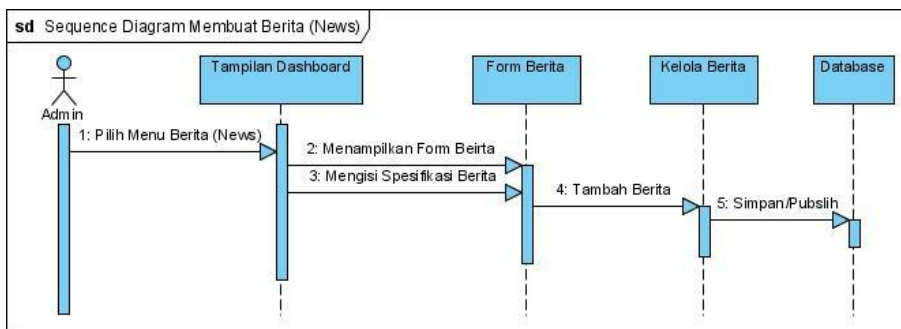 sd Sequence Diagram Membuat Berita (News)
Tampilan Dashboard
Form Berita
Kelola Berita
Database
Admin
1: Pilih Menu Berita (News)
2: Menampilkan Form Beirta
3: Mengisi Spesifikasi Berita
4: Tambah Berita
5: Simpan/Pubslih